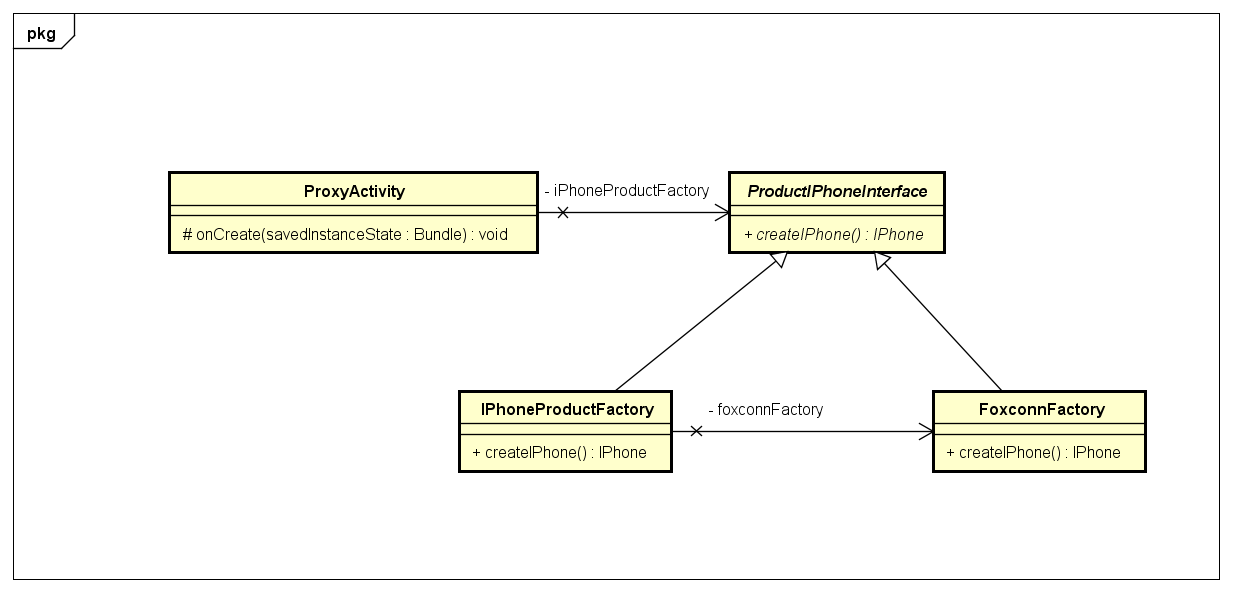 pkg
ProxyActivity
- iPhoneProductFactory
ProductIPhoneInterface
# onCreate(savedInstanceState : Bundle) : void
+ createIPhone() : IPhone
IPhoneProductFactory
- foxconnFactory
FoxconnFactory
+ createIPhone() : IPhone
+ createIPhone() : IPhone